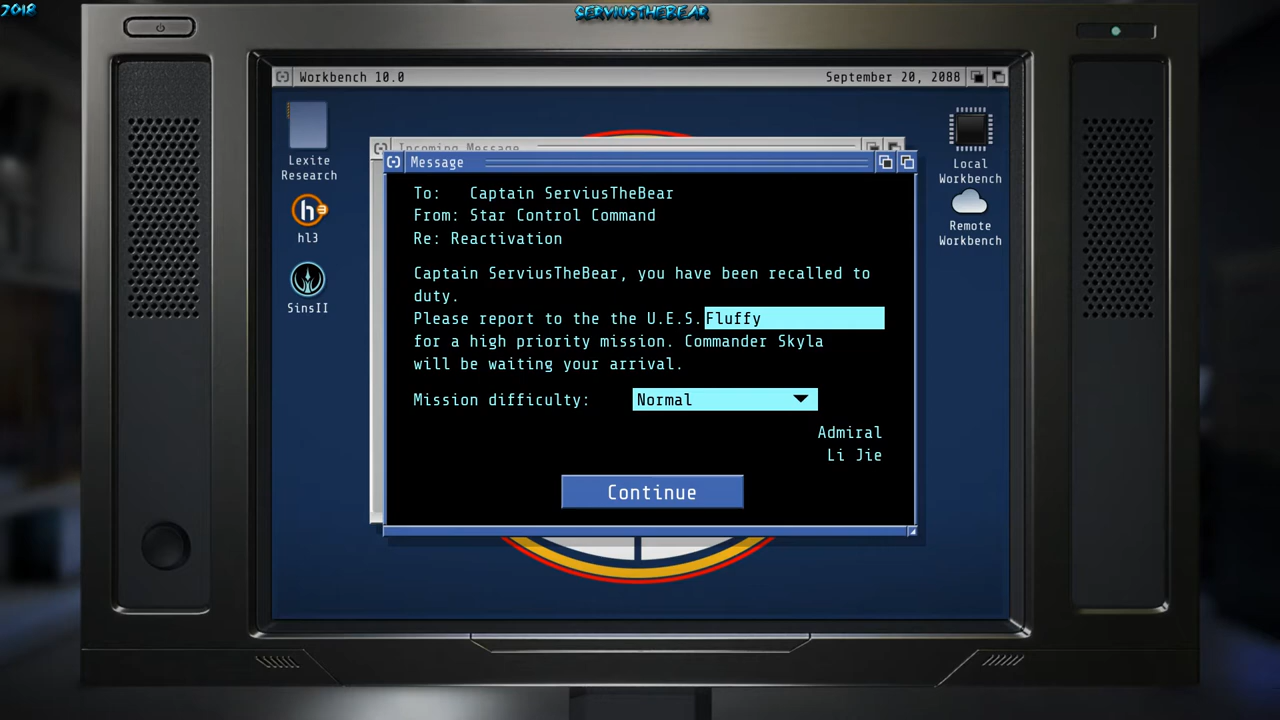 2018
SERVIUSTHEBEAR
Workbench 10.0
September 20, 2088
Lexite
Research
hl3
SinsII
Local
Workbench
Remote
Workbench
Incoming Message
Message
To: Captain ServiusTheBear
From: Star Control Command
Re: Reactivation
Captain ServiusTheBear, you have been recalled to
duty.
Please report to the the U.E.S. Fluffy
for a high priority mission. Commander Skyla
will be waiting your arrival.
Mission difficulty: Normal
Admiral
Li Jie
Continue